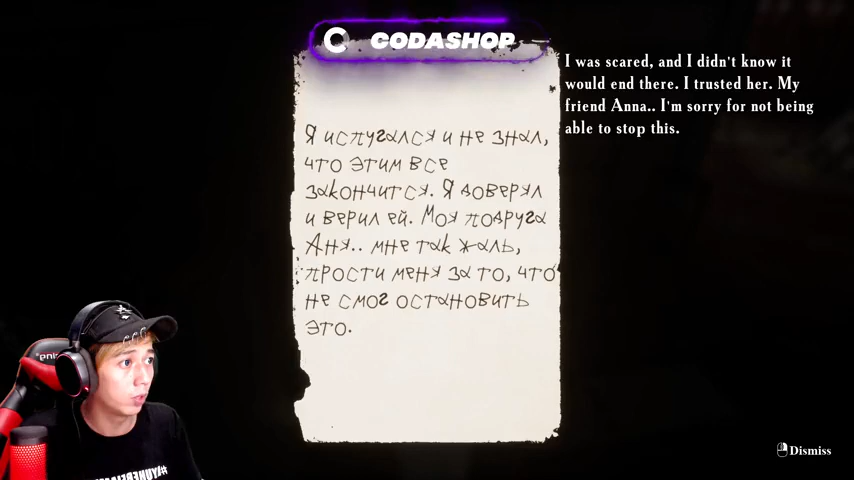 CODASHOP
Я испугался и не знал,
что этим все
закончится. Я доверял
и верил ей. Моя подруга
Аня.. мне так жаль,
прости меня за то, что
не смог остановить
это.
I was scared, and I didn't know it
would end there. I trusted her. My
friend Anna.. I'm sorry for not being
able to stop this.
Dismiss